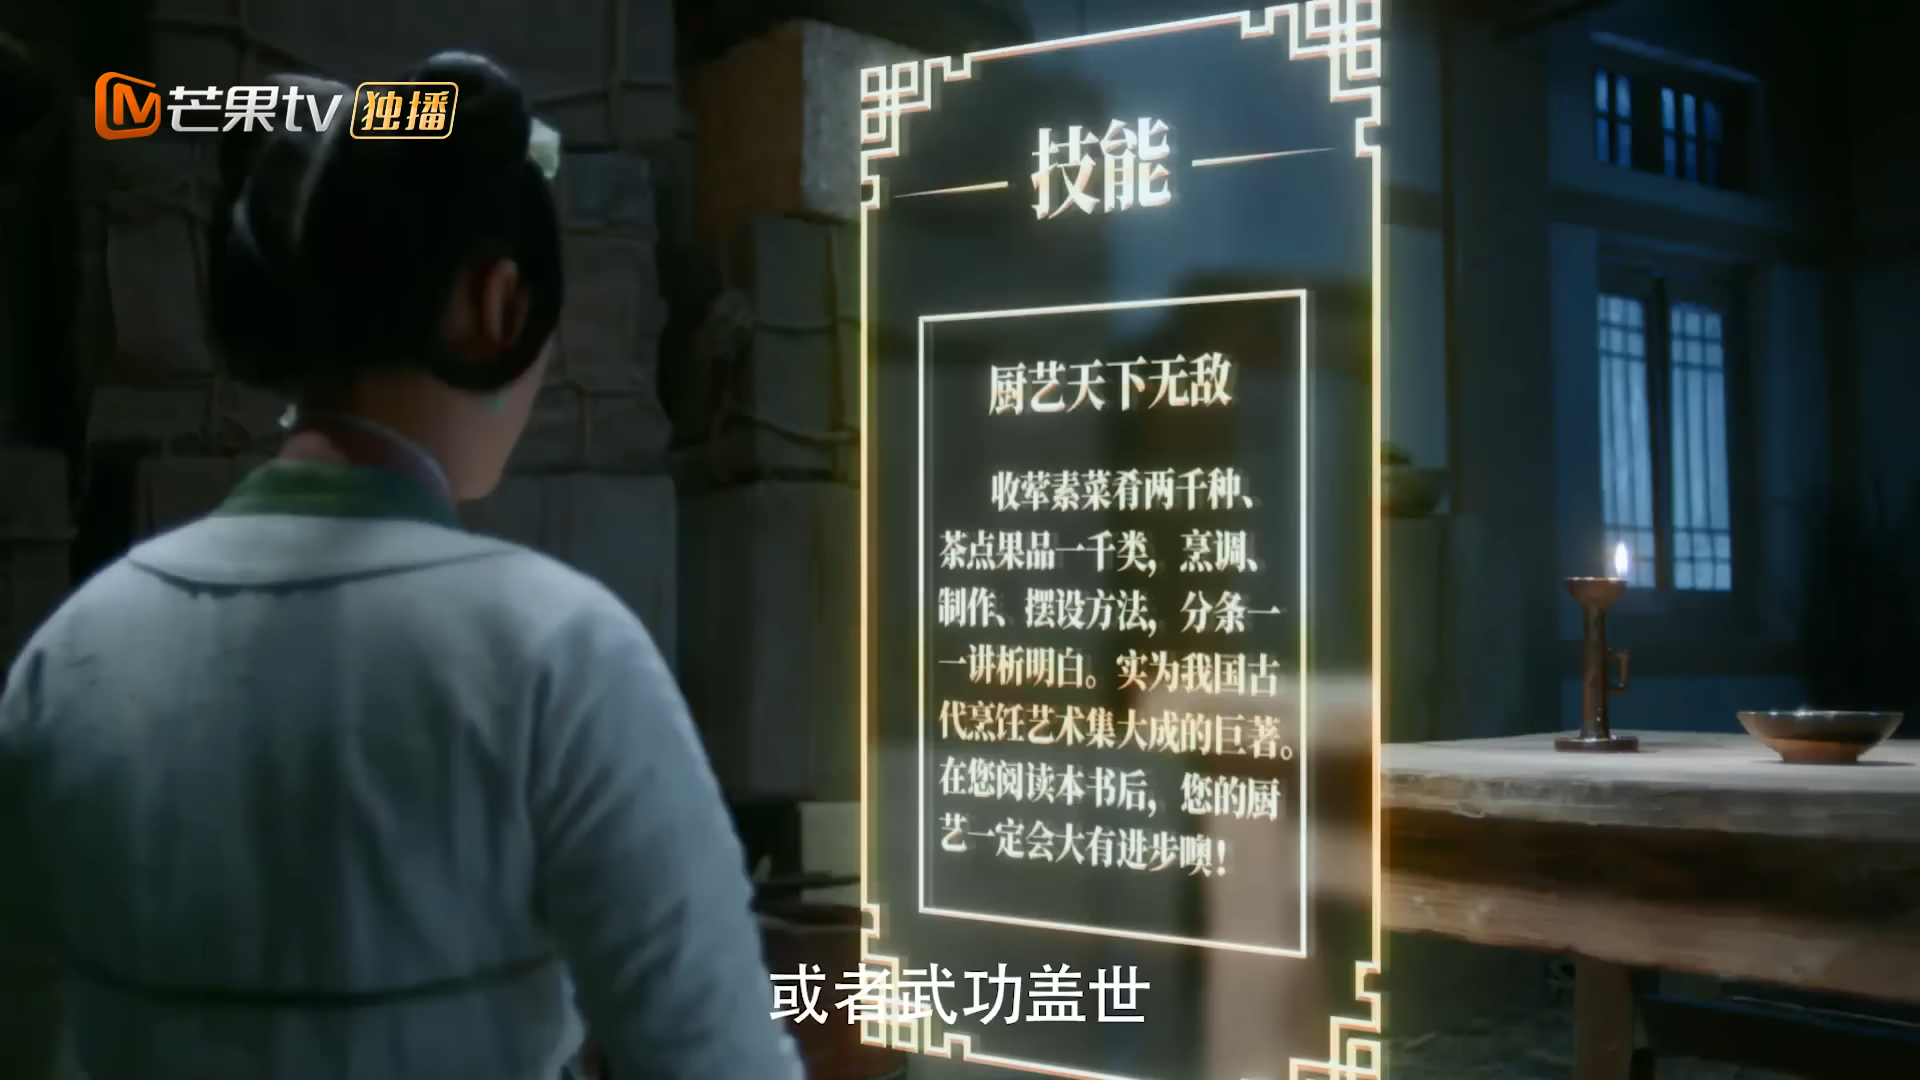 芒果tv 独播
技能
厨艺天下无敌
收荤素菜肴两千种、
茶点果品一千类，烹调、
制作、摆设方法，分条一
一讲析明白。实为我国古
代烹饪艺术集大成的巨著。
在您阅读本书后，您的厨
艺一定会大有进步噢！
或者武功盖世